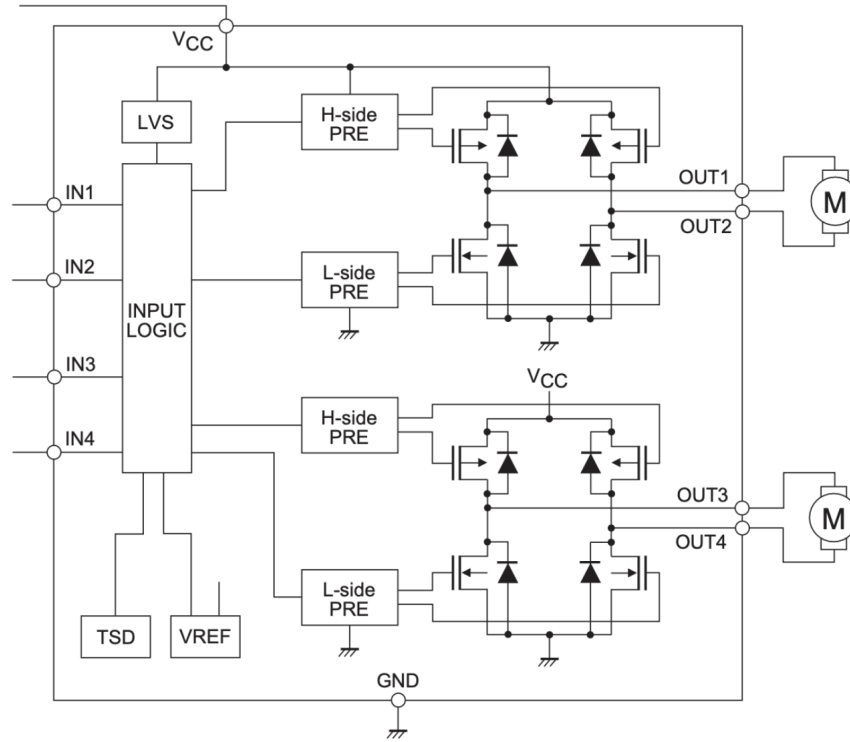 VCC
LVS
H-side
PRE
IN1
OUT1
M
OUT2
IN2
L-side
PRE
INPUT
LOGIC
IN3
VCC
H-side
PRE
IN4
OUT3
M
OUT4
L-side
PRE
TSD
VREF
GND